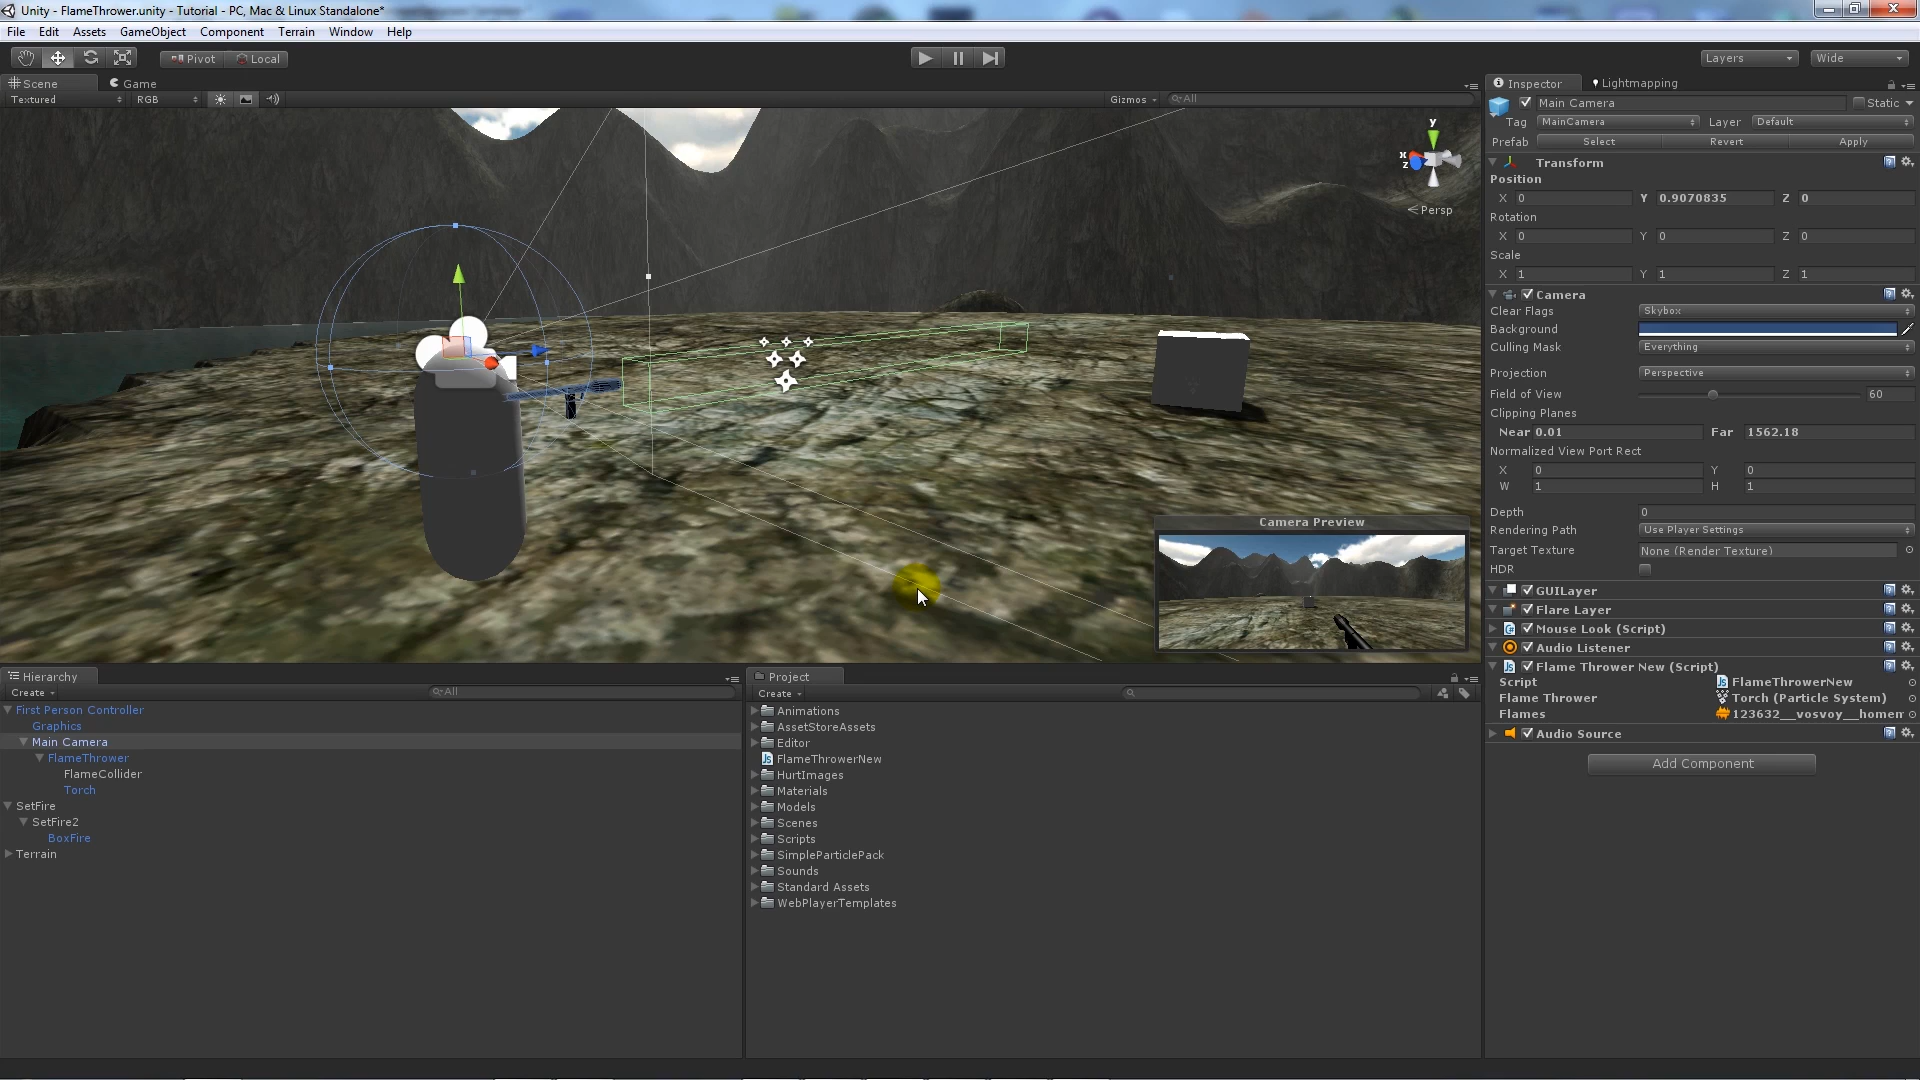 Unity - FlameThrower.unity - Tutorial - PC, Mac & Linux Standalone*
File Edit Assets GameObject Component Terrain Window Help
Pivot Local
Layers Wide
Scene Game
Textured RGB Gizmos All
y
x
z
Persp
Camera Preview
Hierarchy
Create All
First Person Controller
Graphics
Main Camera
FlameThrower
FlameCollider
Torch
SetFire
SetFire2
BoxFire
Terrain
Project
Create
Animations
AssetStoreAssets
Editor
FlameThrowerNew
HurtImages
Materials
Models
Scenes
Scripts
SimpleParticlePack
Sounds
Standard Assets
WebPlayerTemplates
Inspector Lightmapping
Main Camera Static
Tag MainCamera Layer Default
Prefab Select Revert Apply
Transform
Position
X 0 Y 0.9070835 Z 0
Rotation
X 0 Y 0 Z 0
Scale
X 1 Y 1 Z 1
Camera
Clear Flags Skybox
Background
Culling Mask Everything
Projection Perspective
Field of View 60
Clipping Planes
Near 0.01 Far 1562.18
Normalized View Port Rect
X 0 Y 0
W 1 H 1
Depth 0
Rendering Path Use Player Settings
Target Texture None (Render Texture)
HDR
GUILayer
Flare Layer
Mouse Look (Script)
Audio Listener
Flame Thrower New (Script)
Script FlameThrowerNew
Flame Thrower Torch (Particle System)
Flames 123632__vosvoy__homem
Audio Source
Add Component